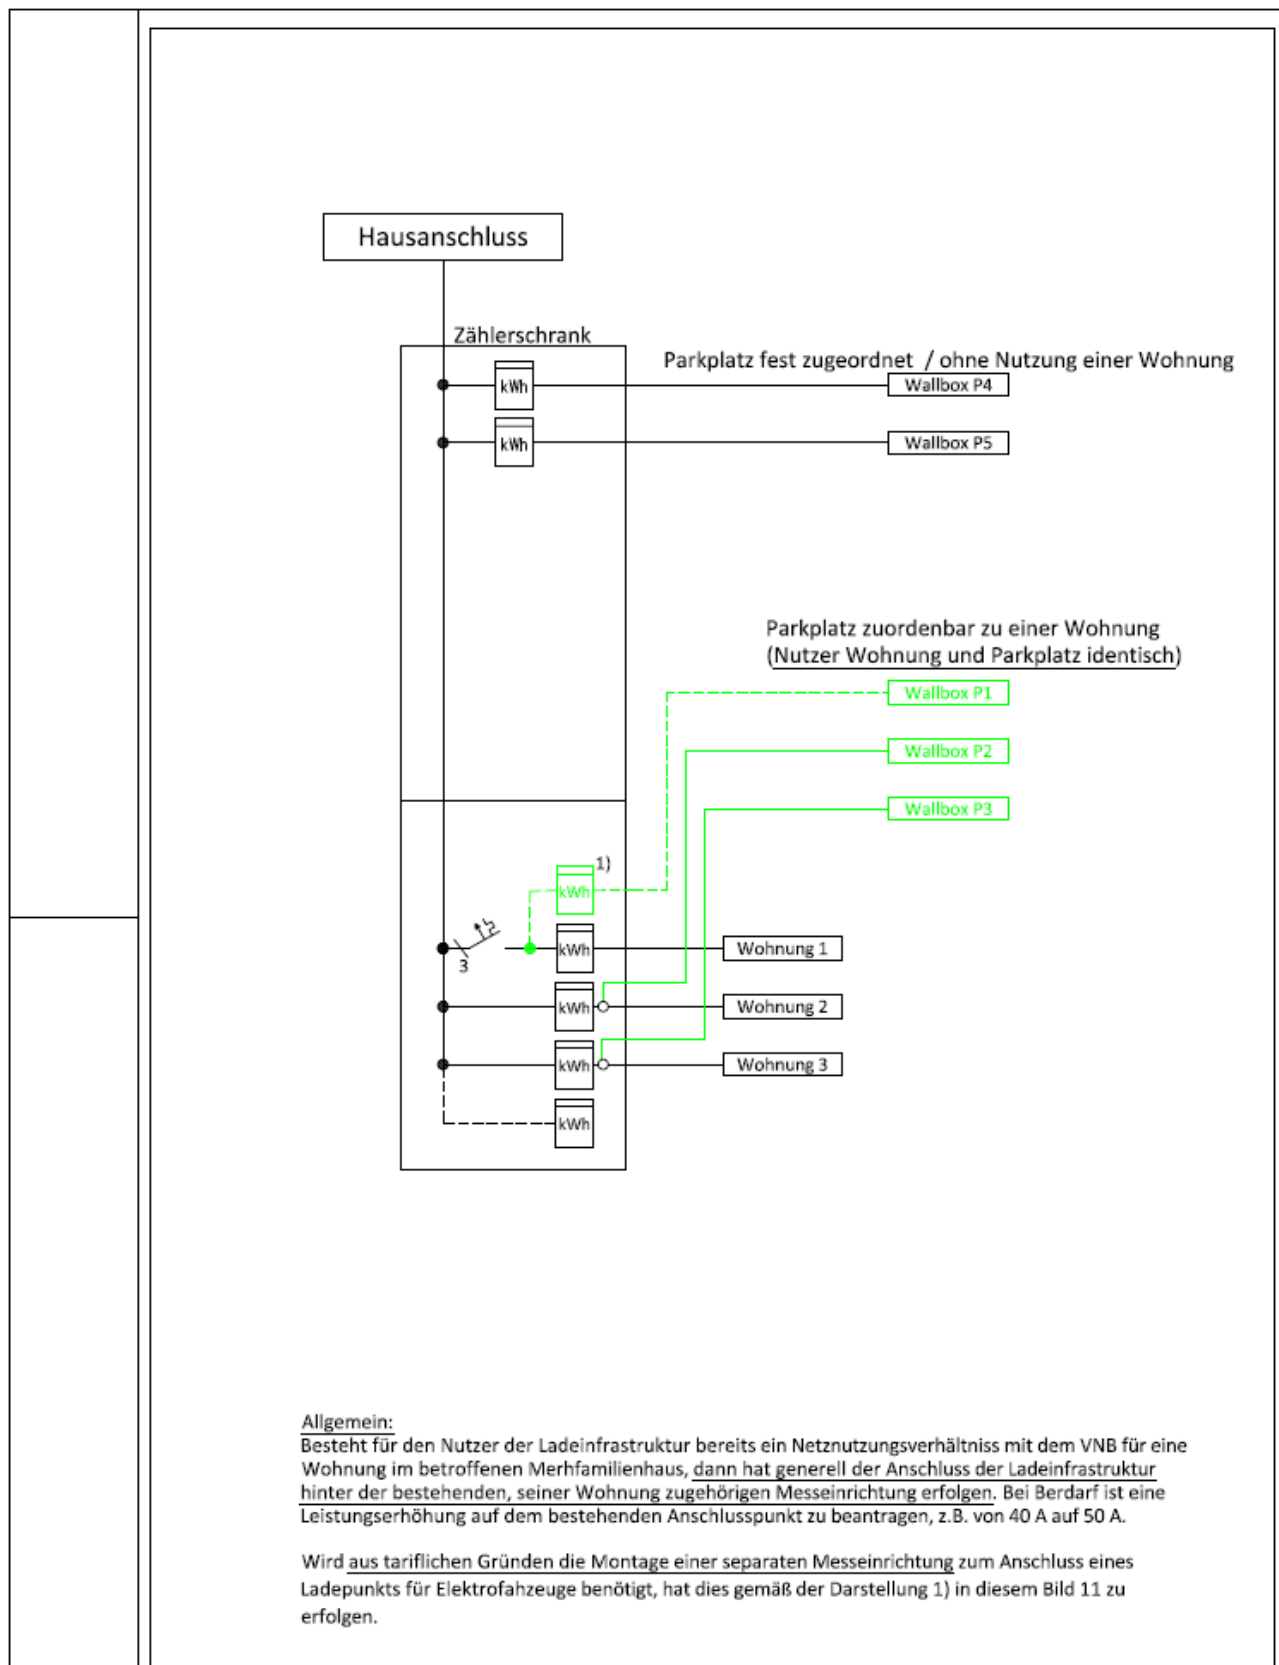 Hausanschluss
Zählerschrank
Parkplatz fest zugeordnet / ohne Nutzung einer Wohnung
kWh
Wallbox P4
kWh
Wallbox P5
Parkplatz zuordenbar zu einer Wohnung
(Nutzer Wohnung und Parkplatz identisch)
Wallbox P1
Wallbox P2
Wallbox P3
1)
kWh
3
kWh
Wohnung 1
kWh
Wohnung 2
kWh
Wohnung 3
kWh
Allgemein:
Besteht für den Nutzer der Ladeinfrastruktur bereits ein Netznutzungsverhältniss mit dem VNB für eine
Wohnung im betroffenen Merhfamilienhaus, dann hat generell der Anschluss der Ladeinfrastruktur
hinter der bestehenden, seiner Wohnung zugehörigen Messeinrichtung erfolgen. Bei Berdarf ist eine
Leistungserhöhung auf dem bestehenden Anschlusspunkt zu beantragen, z.B. von 40 A auf 50 A.
Wird aus tariflichen Gründen die Montage einer separaten Messeinrichtung zum Anschluss eines
Ladepunkts für Elektrofahzeuge benötigt, hat dies gemäß der Darstellung 1) in diesem Bild 11 zu
erfolgen.